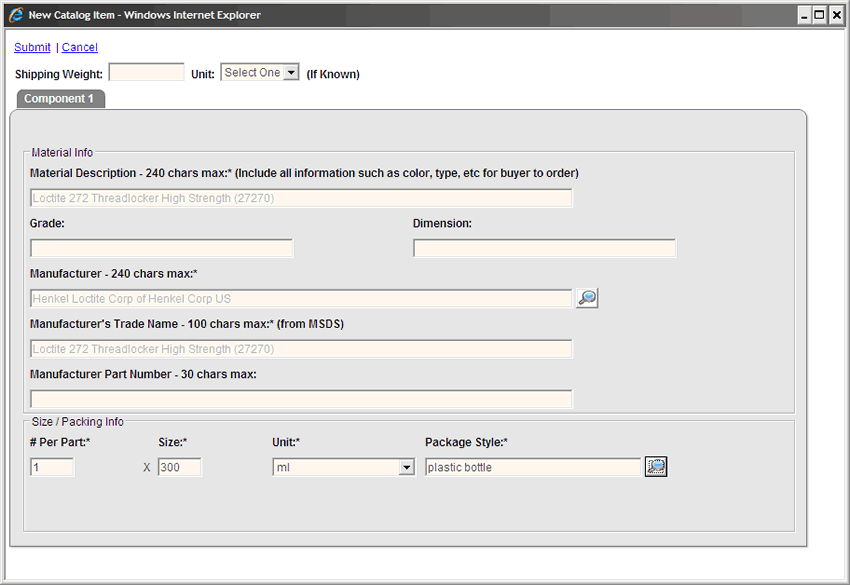 New Catalog Item - Windows Internet Explorer
Submit | Cancel
Shipping Weight: Unit: Select One (If Known)
Component 1
Material Info
Material Description - 240 chars max:* (Include all information such as color, type, etc for buyer to order)
Loctite 272 Threadlocker High Strength (27270)
Grade: Dimension:
Manufacturer - 240 chars max:*
Henkel Loctite Corp of Henkel Corp US
Manufacturer's Trade Name - 100 chars max:* (from MSDS)
Loctite 272 Threadlocker High Strength (27270)
Manufacturer Part Number - 30 chars max:
Size / Packing Info
# Per Part:* Size:* Unit:* Package Style:*
1 X 300 ml plastic bottle